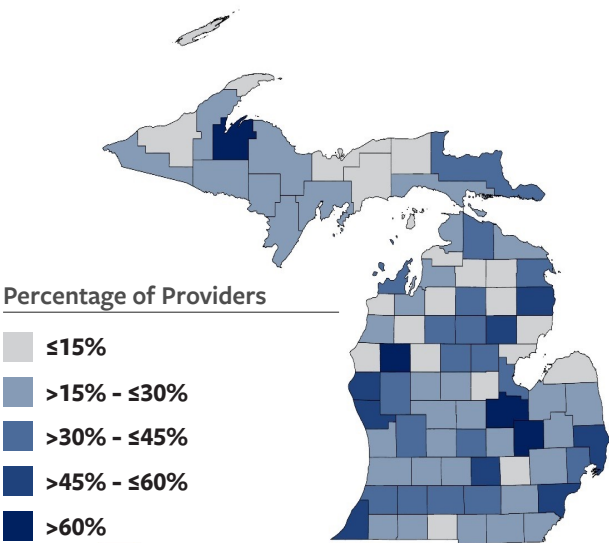 Percentage of Providers
≤15%
>15% - ≤30%
>30% - ≤45%
>45% - ≤60%
>60%